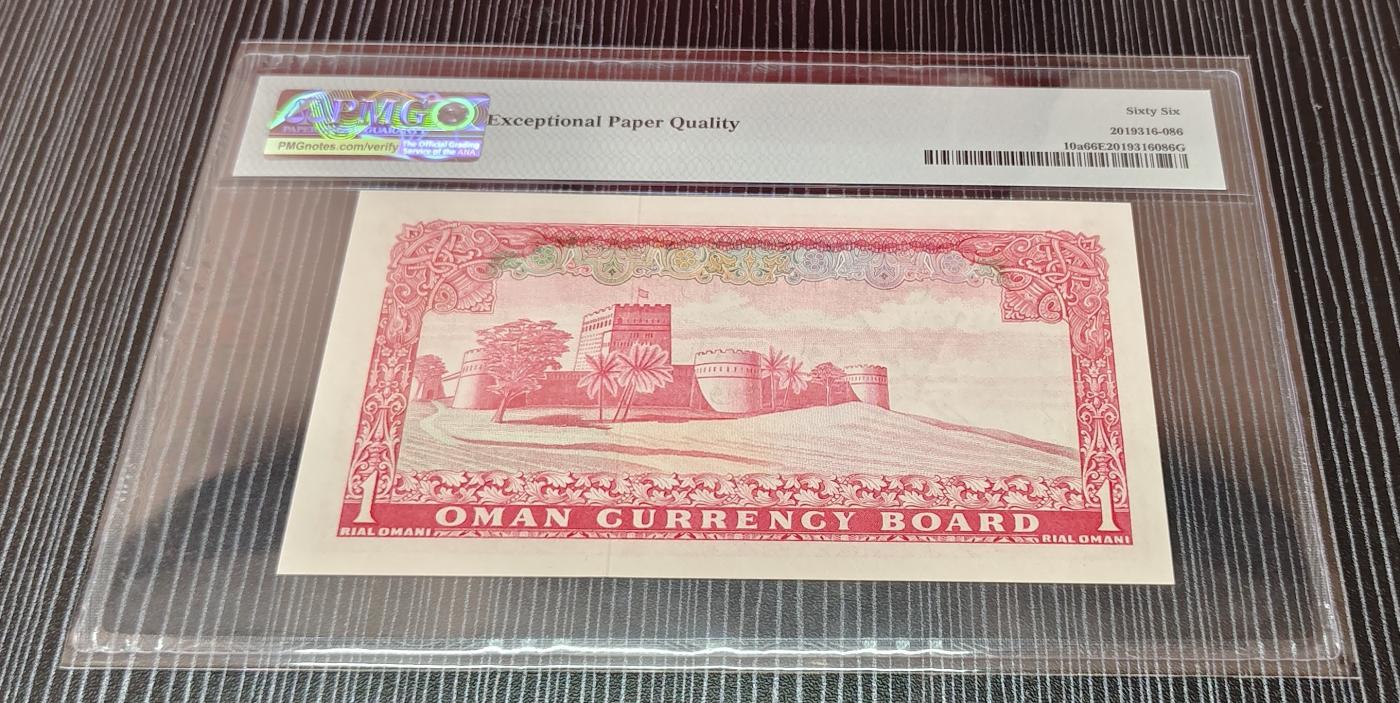 PMG
PMGnotes.com/verify
The Official Grading
Service of the ANA
Exceptional Paper Quality
Sixty Six
2019316-086
10a66E2019316086G
1
OMAN CURRENCY BOARD
1
RIAL OMANI
RIAL OMANI